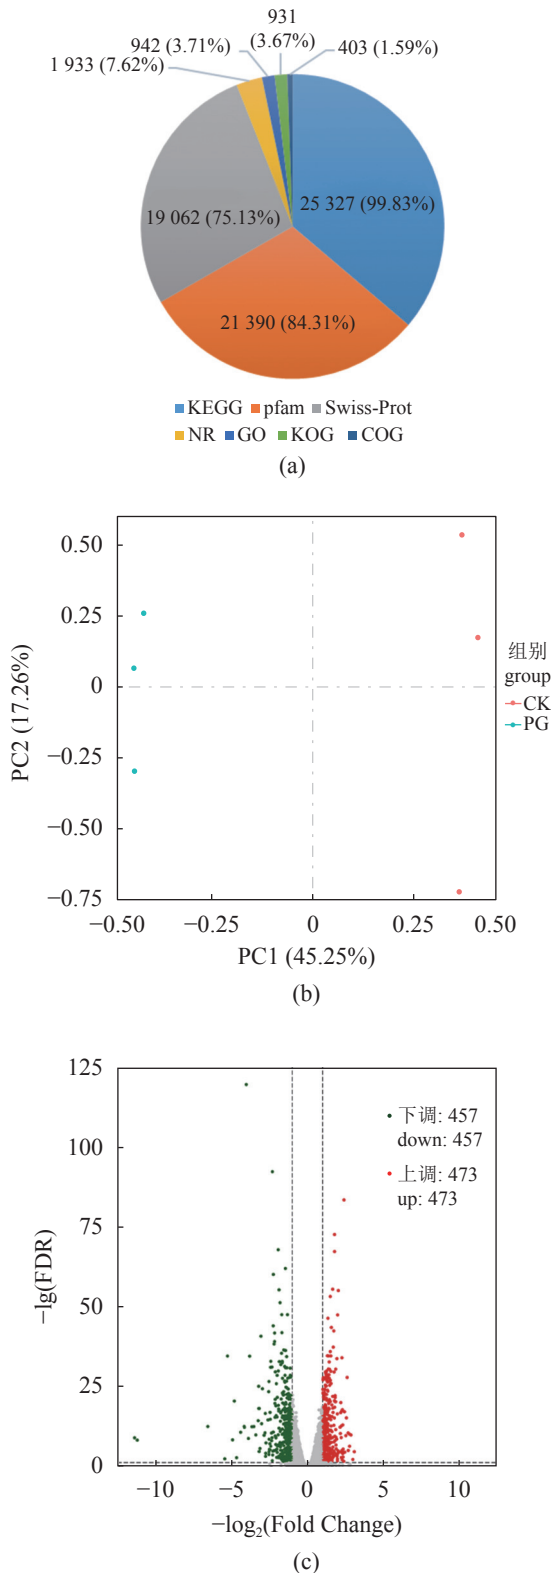 931
942 (3.71%) (3.67%) 403 (1.59%)
1 933 (7.62%)
19 062 (75.13%) 25 327 (99.83%)
21 390 (84.31%)
KEGG pfam Swiss-Prot
NR GO KOG COG
(a)
0.50
0.25
0
−0.25
−0.50
−0.75
PC2 (17.26%)
组别
group
CK
PG
−0.50 −0.25 0 0.25 0.50
PC1 (45.25%)
(b)
125
100
75
50
25
0
−lg(FDR)
下调: 457
down: 457
上调: 473
up: 473
−10 −5 0 5 10
−log₂(Fold Change)
(c)